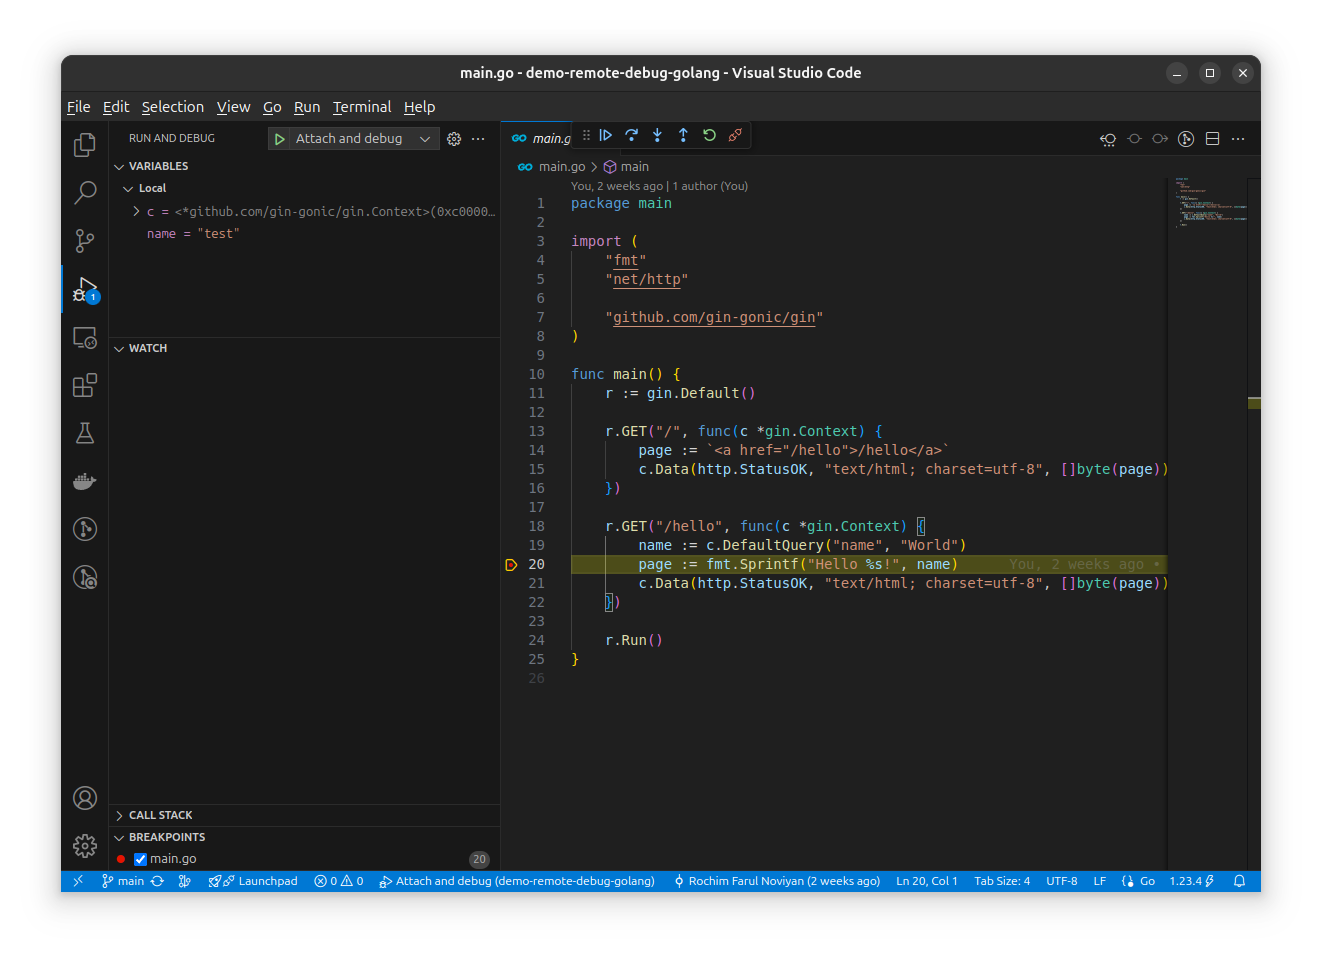 main.go - demo-remote-debug-golang - Visual Studio Code
File Edit Selection View Go Run Terminal Help
RUN AND DEBUG Attach and debug
VARIABLES
Local
c = <*github.com/gin-gonic/gin.Context>(0xc0000...
name = "test"
WATCH
CALL STACK
BREAKPOINTS
main.go 20
1
GO main.g
GO main.go > main
You, 2 weeks ago | 1 author (You)
1 package main
2
3 import (
4 "fmt"
5 "net/http"
6
7 "github.com/gin-gonic/gin"
8 )
9
10 func main() {
11 r := gin.Default()
12
13 r.GET("/", func(c *gin.Context) {
14 page := `<a href="/hello">/hello</a>`
15 c.Data(http.StatusOK, "text/html; charset=utf-8", []byte(page))
16 })
17
18 r.GET("/hello", func(c *gin.Context) {
19 name := c.DefaultQuery("name", "World")
20 page := fmt.Sprintf("Hello %s!", name) You, 2 weeks ago •
21 c.Data(http.StatusOK, "text/html; charset=utf-8", []byte(page))
22 })
23
24 r.Run()
25 }
26
main Launchpad 0 0 Attach and debug (demo-remote-debug-golang) Rochim Farul Noviyan (2 weeks ago) Ln 20, Col 1 Tab Size: 4 UTF-8 LF Go 1.23.4